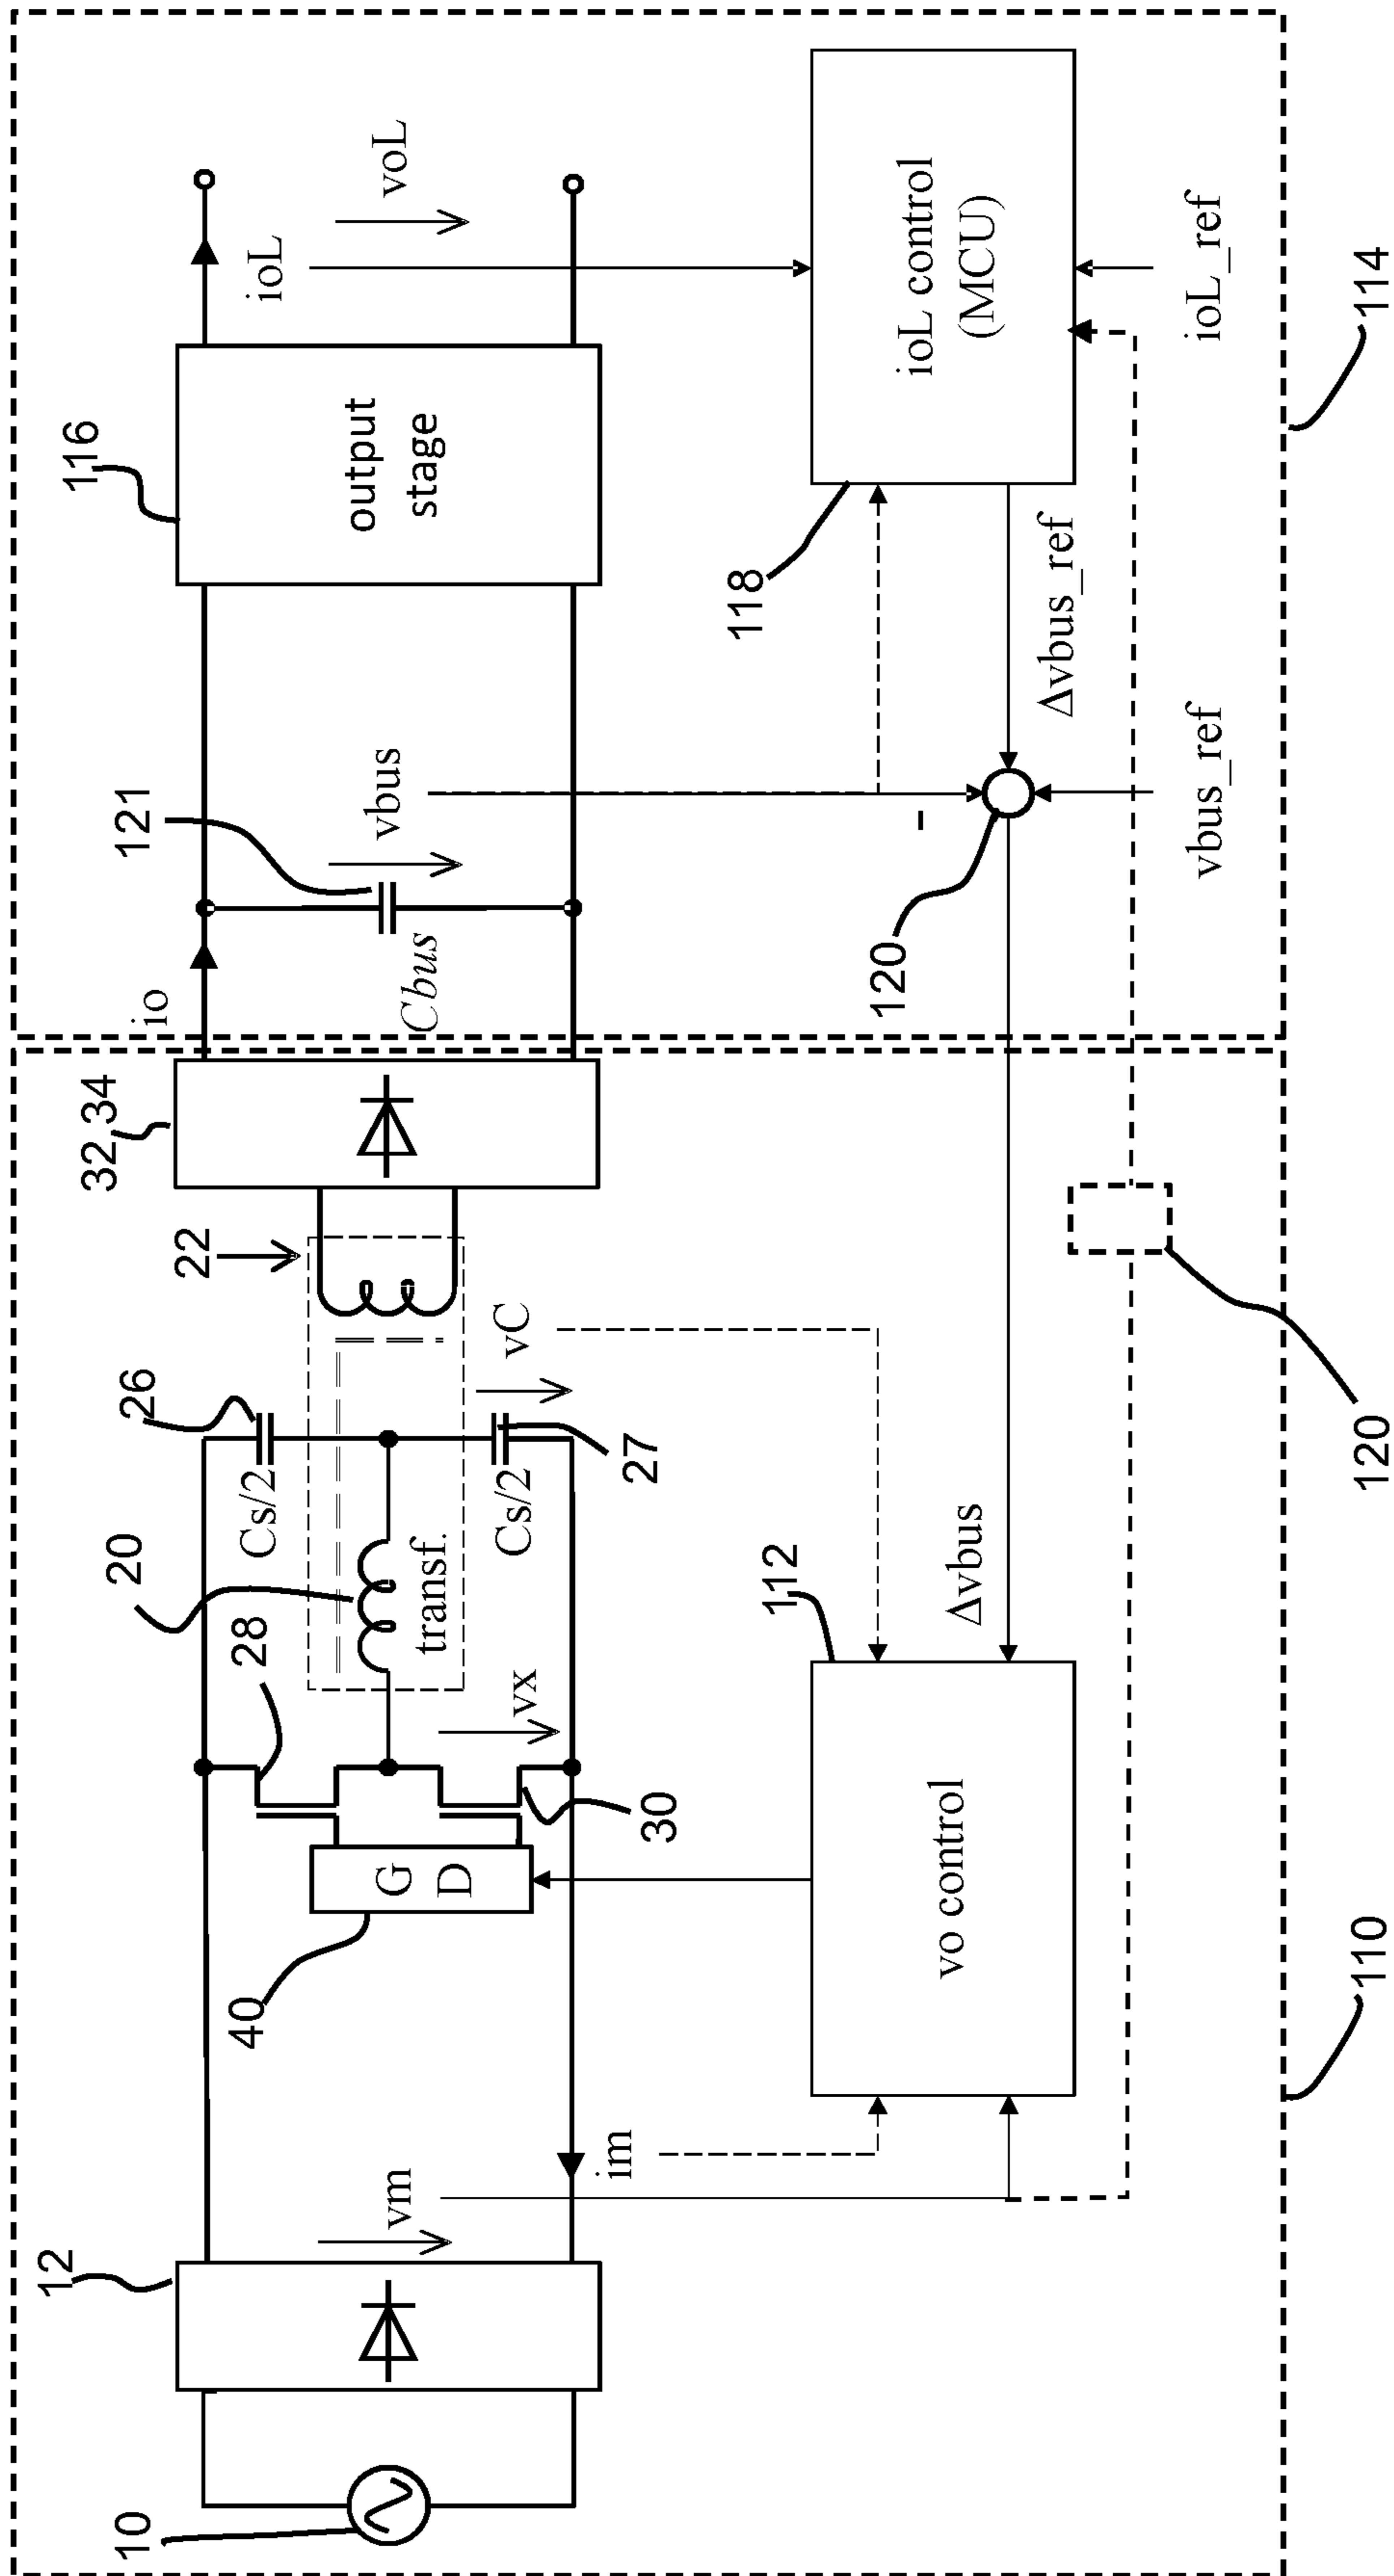 10
12
vm
im
40
G
D
28
30
vx
20
transf.
26
Cs/2
Cs/2
27
vC
22
32,34
io
Cbus
121
vbus
116
output
stage
ioL
voL
vo control
112
Δvbus
120
-
120
vbus_ref
Δvbus_ref
118
ioL control
(MCU)
ioL_ref
110
114